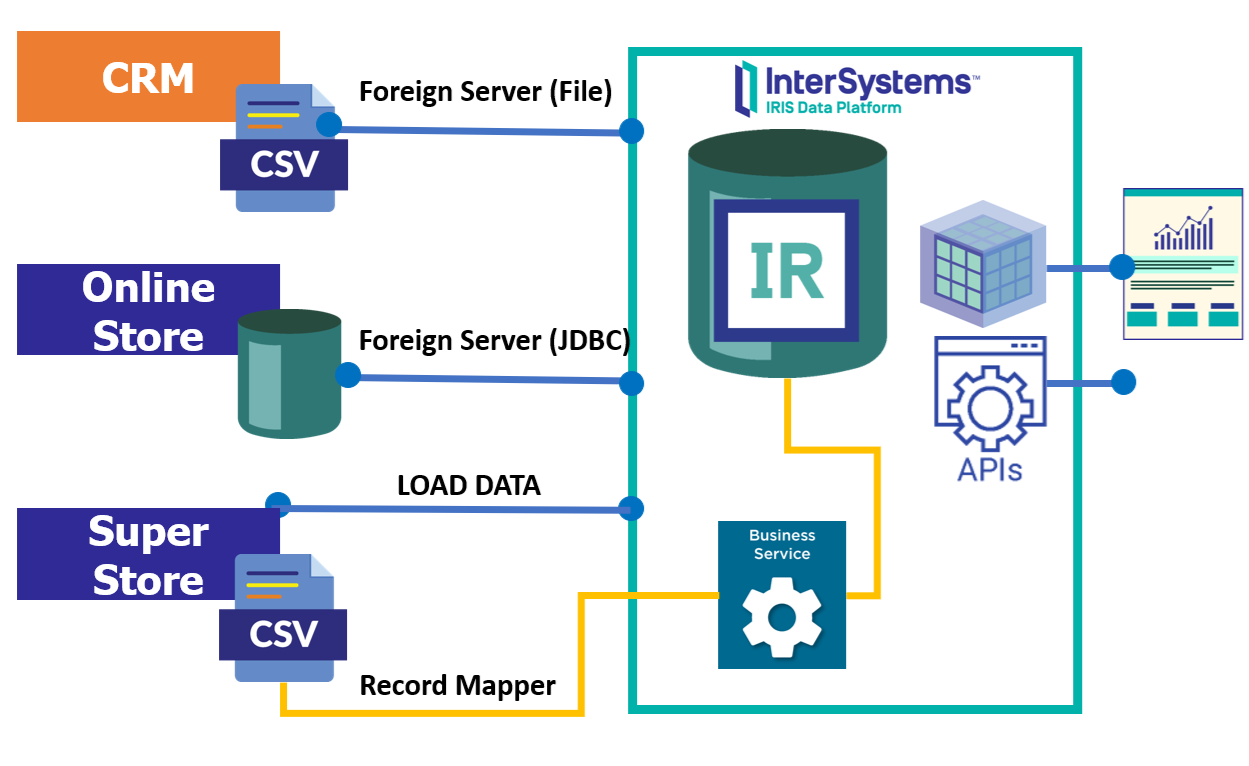 CRM
CSV
Foreign Server (File)
InterSystems™
IRIS Data Platform
IR
Online
Store
Foreign Server (JDBC)
APIs
LOAD DATA
Super
Store
CSV
Business
Service
Record Mapper